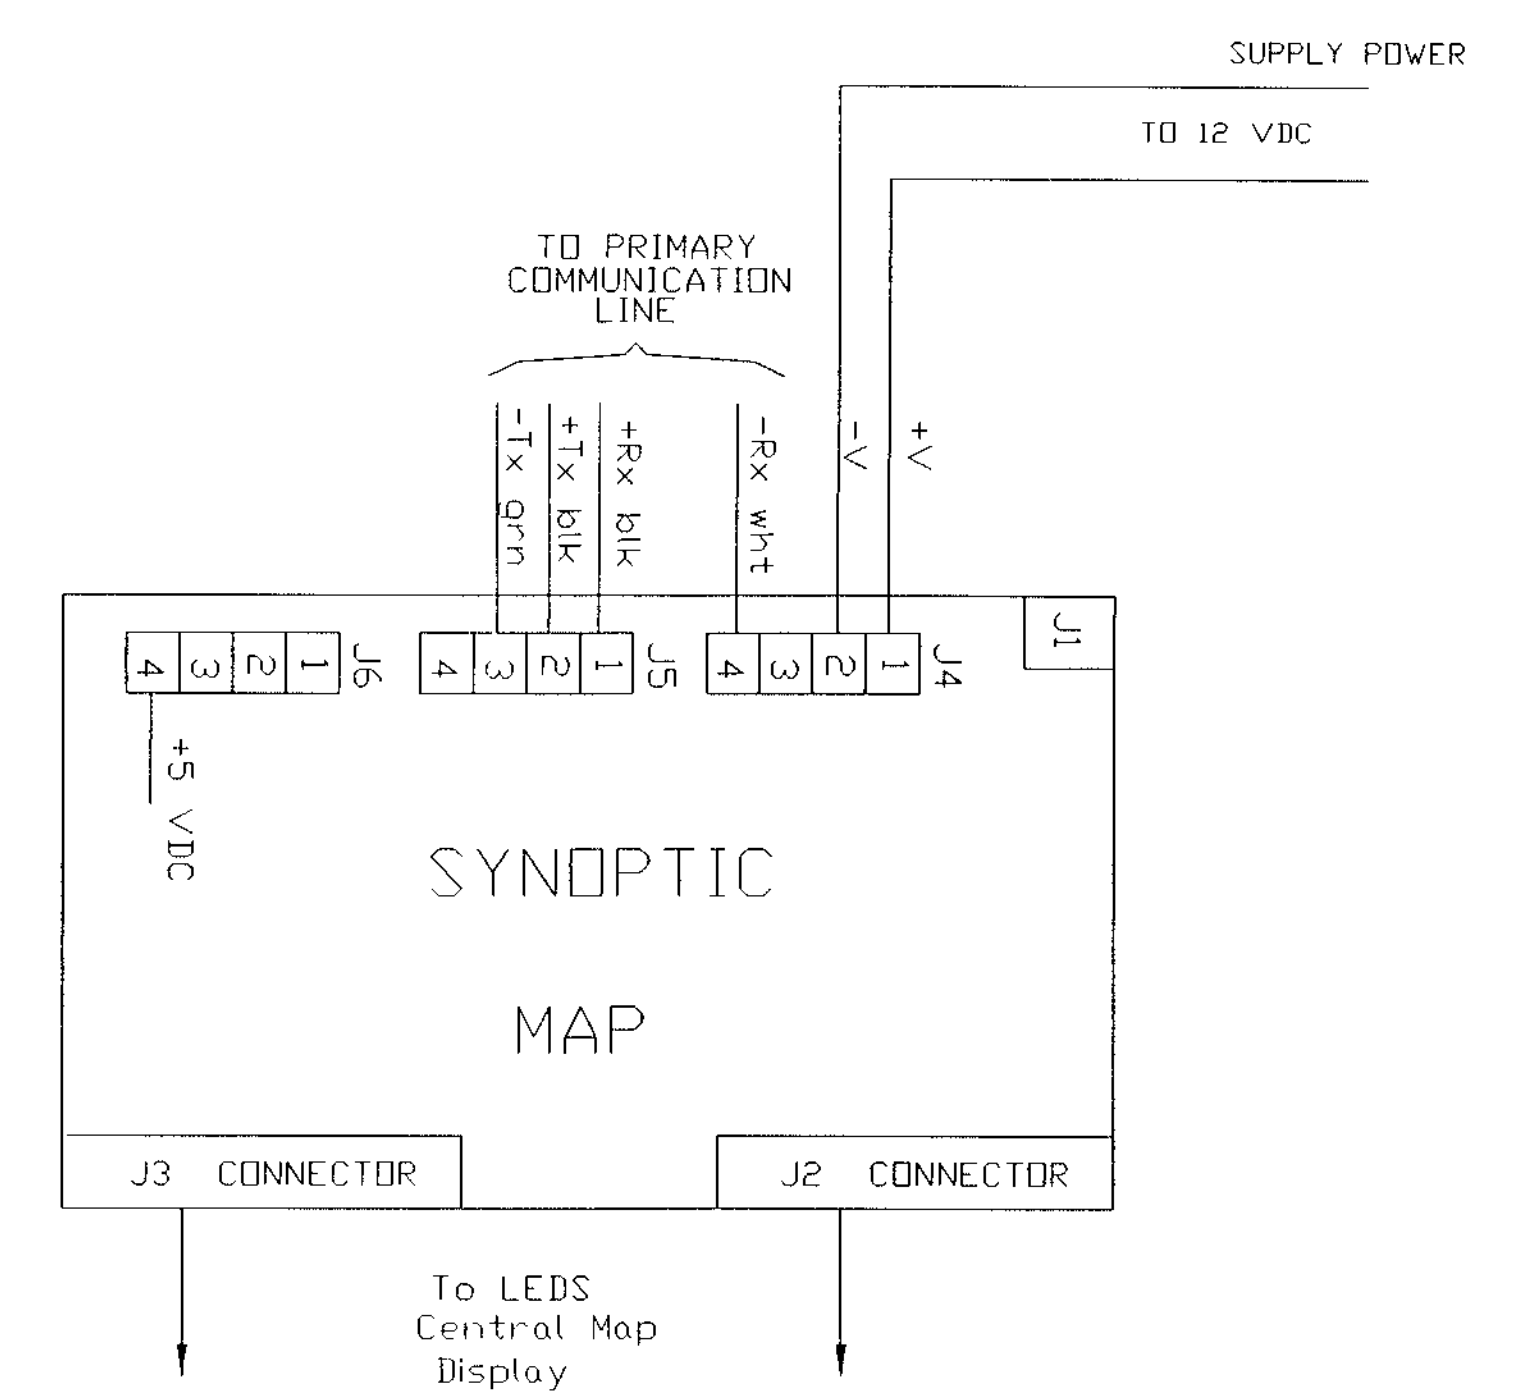 SUPPLY POWER
TO 12 VDC
TO PRIMARY
COMMUNICATION
LINE
-Tx grn
+Tx blk
+Rx blk
-Rx wht
-V
+V
J1
4 3 2 1 J6
4 3 2 1 J5
4 3 2 1 J4
+5 VDC
SYNOPTIC
MAP
J3 CONNECTOR
J2 CONNECTOR
To LEDS
Central Map
Display